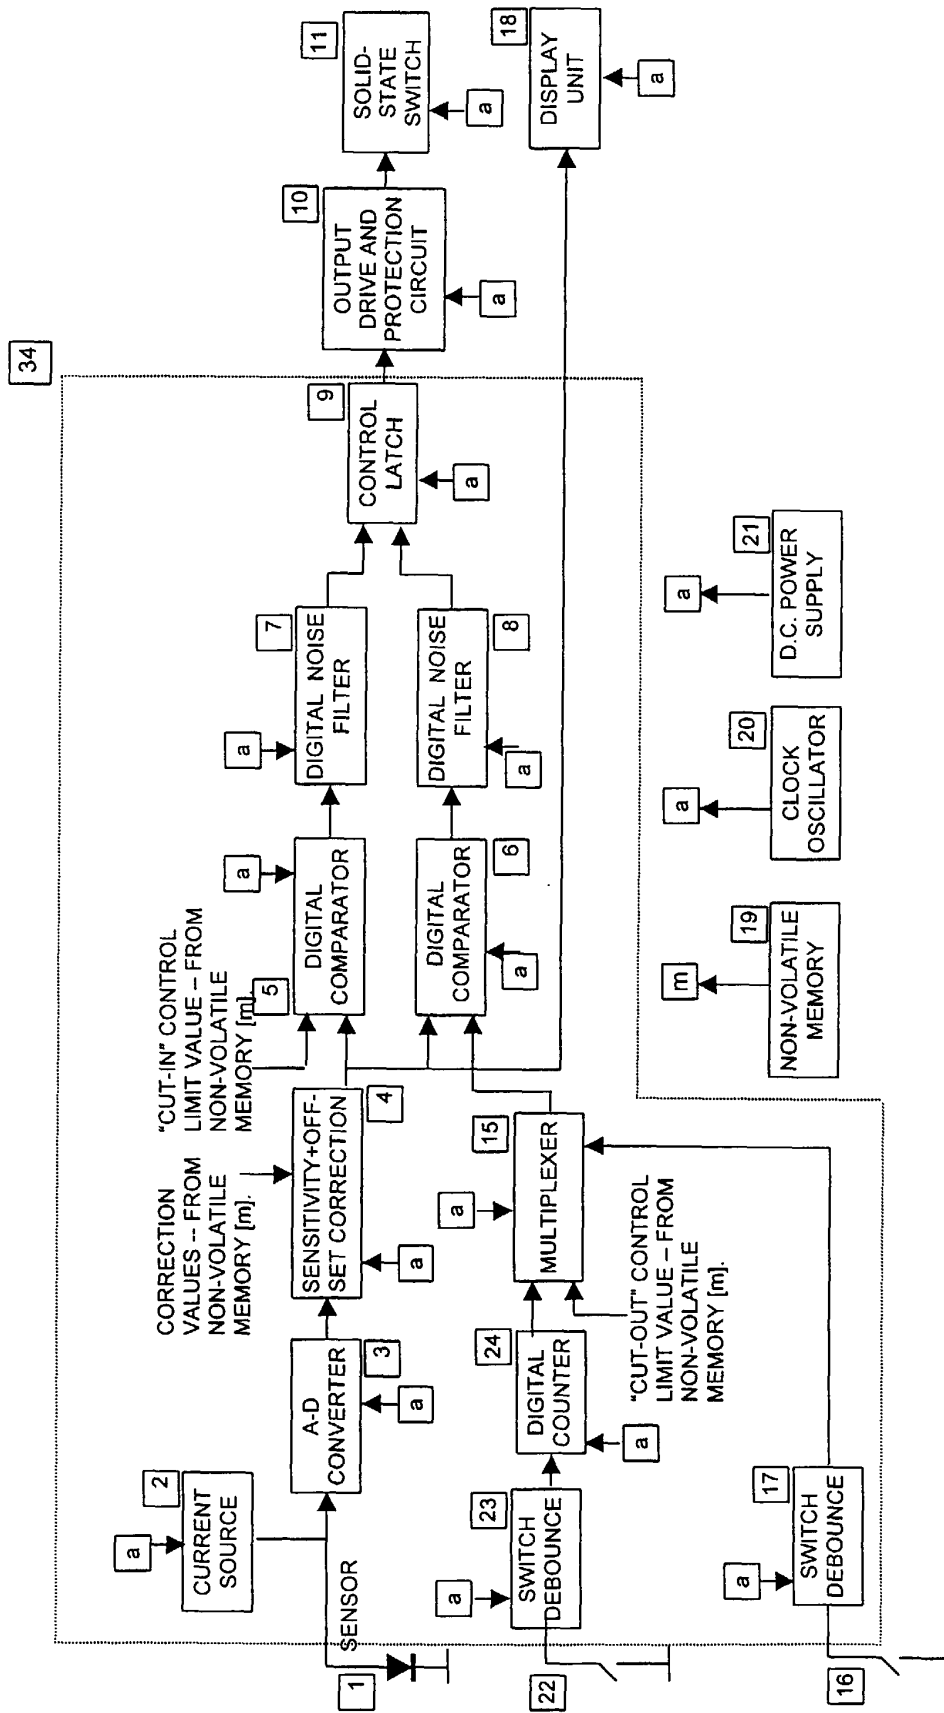 34
CORRECTION
VALUES -- FROM
NON-VOLATILE
MEMORY [m].
"CUT-IN" CONTROL
LIMIT VALUE – FROM
NON-VOLATILE
MEMORY [m].
a
2
CURRENT
SOURCE
1
SENSOR
3
A-D
CONVERTER
a
4
SENSITIVITY+OFF-
SET CORRECTION
a
5
DIGITAL
COMPARATOR
a
6
DIGITAL
COMPARATOR
a
7
DIGITAL NOISE
FILTER
a
8
DIGITAL NOISE
FILTER
a
9
CONTROL
LATCH
a
10
OUTPUT
DRIVE AND
PROTECTION
CIRCUIT
a
11
SOLID-
STATE
SWITCH
a
18
DISPLAY
UNIT
a
22
23
SWITCH
DEBOUNCE
a
24
DIGITAL
COUNTER
a
15
MULTIPLEXER
a
"CUT-OUT" CONTROL
LIMIT VALUE – FROM
NON-VOLATILE
MEMORY [m].
16
17
SWITCH
DEBOUNCE
a
19
NON-VOLATILE
MEMORY
m
20
CLOCK
OSCILLATOR
a
21
D.C. POWER
SUPPLY
a